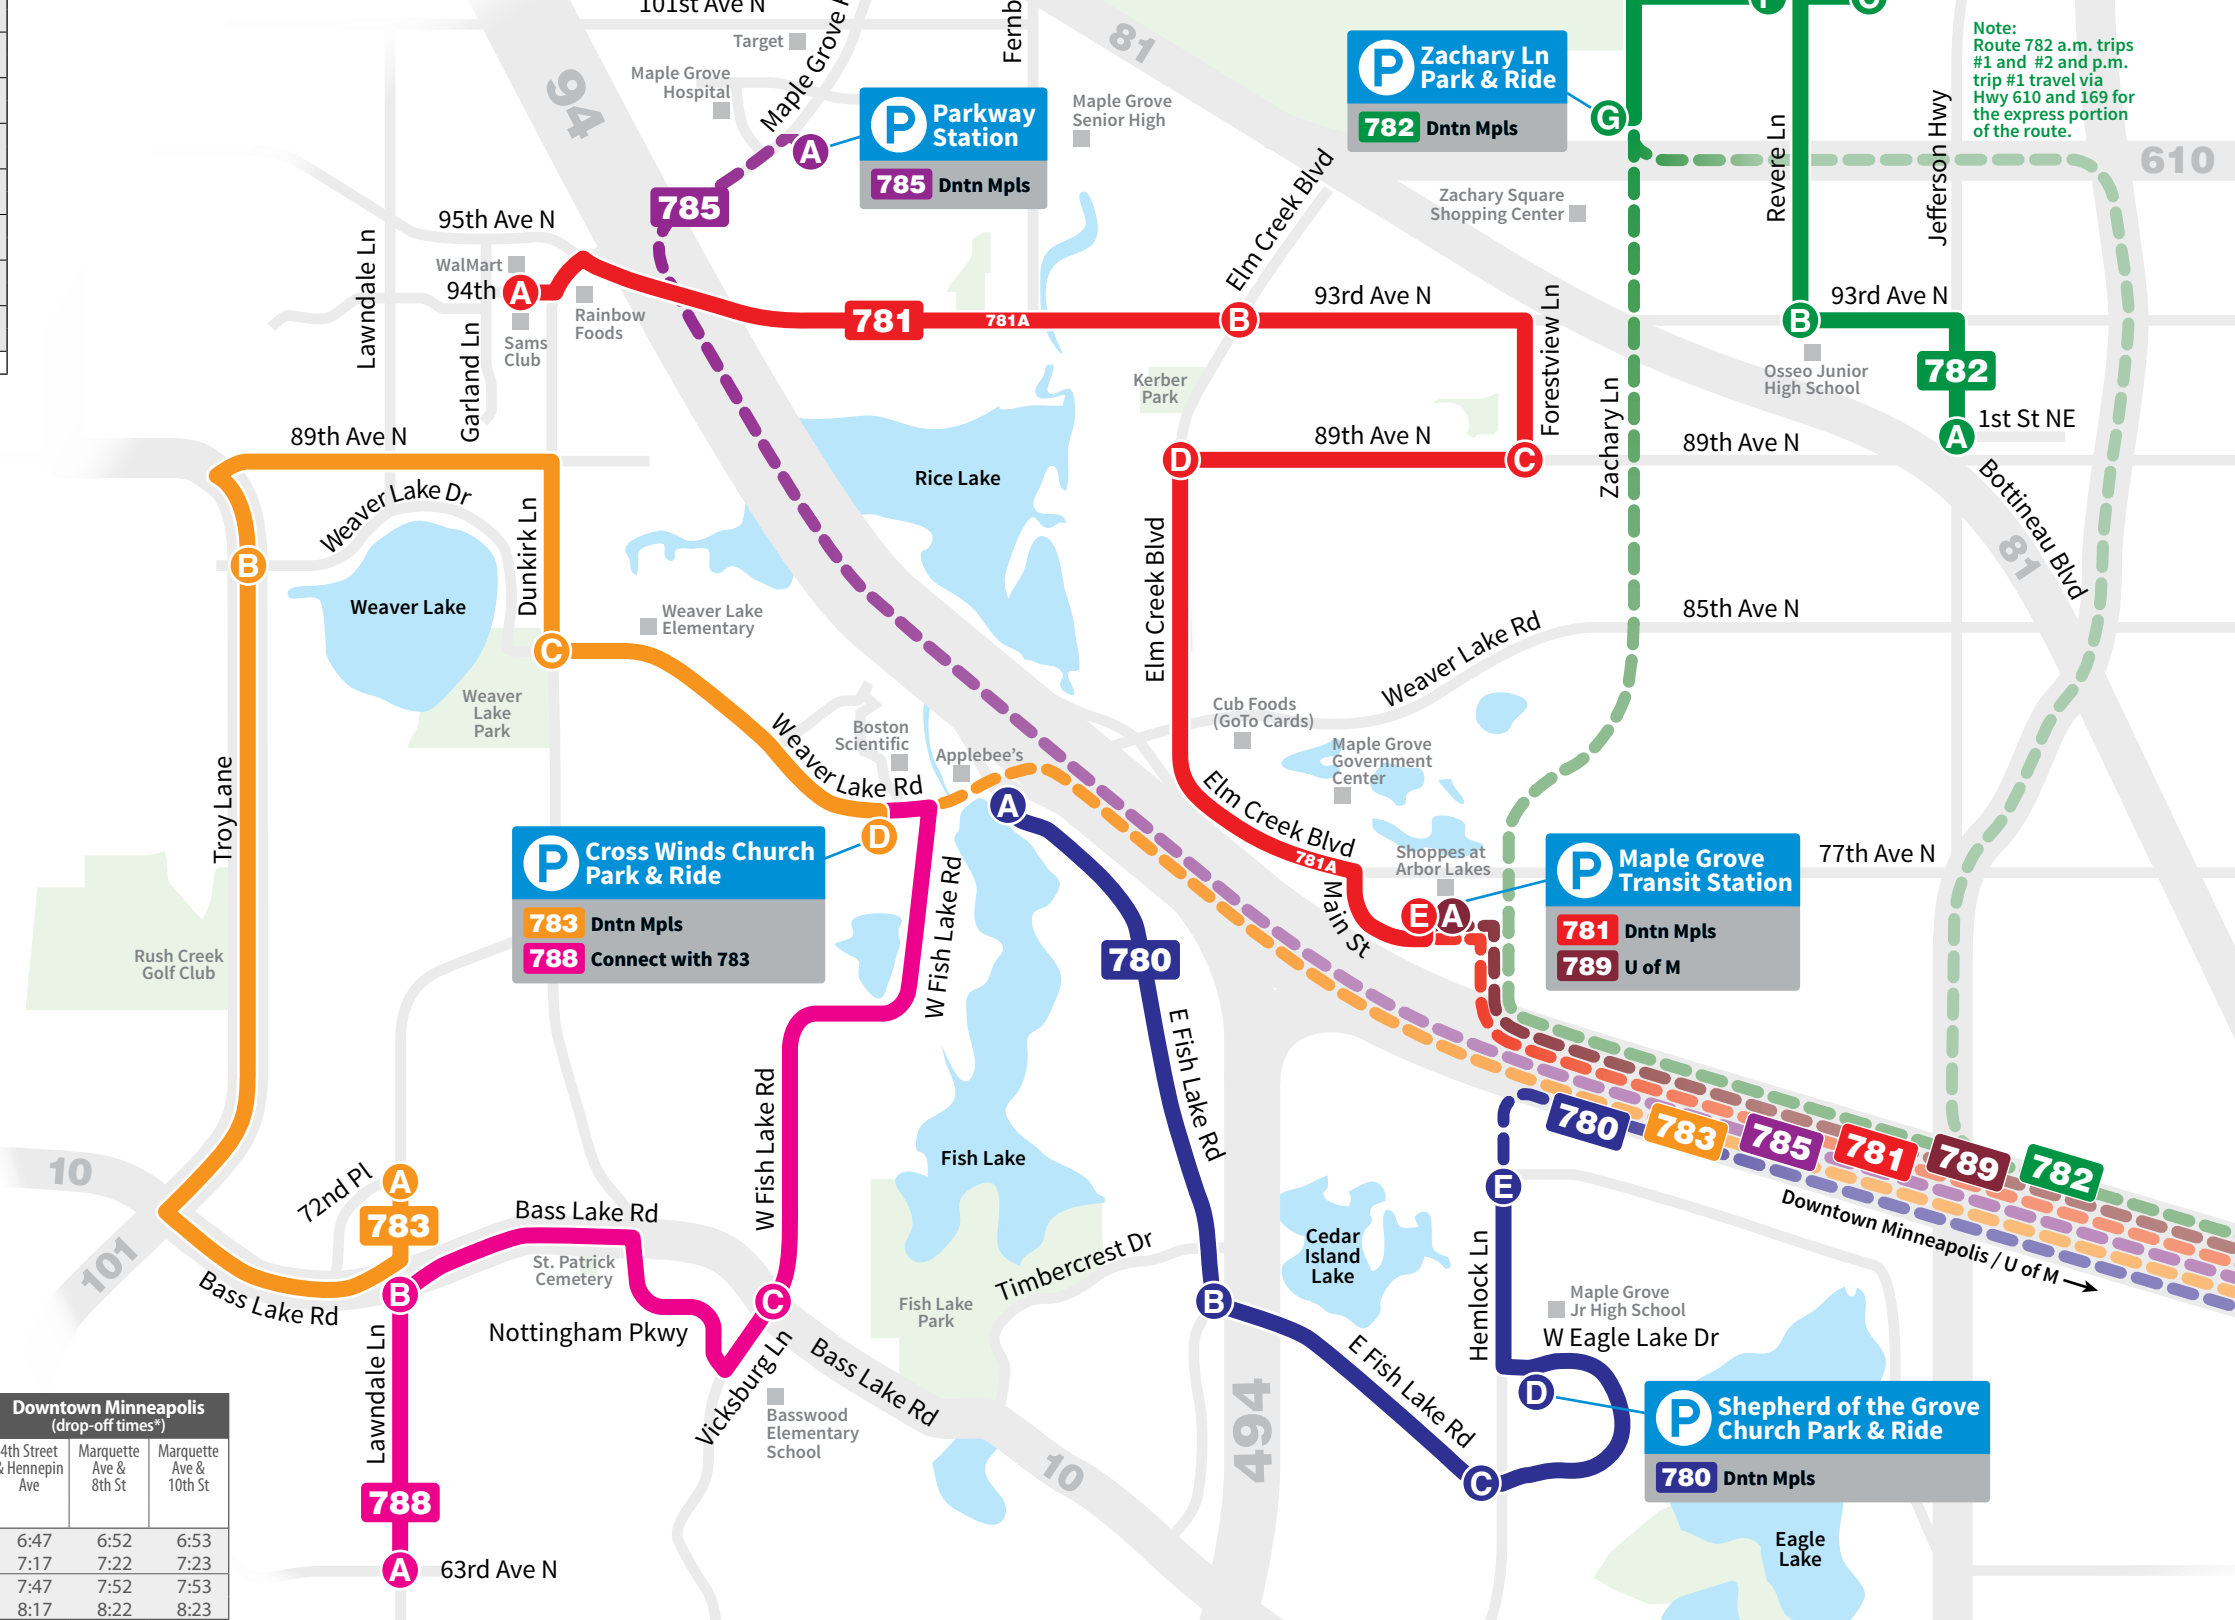 101st Ave N
Target
Maple Grove
Hospital
Maple Grove
94
Parkway
Station
P
785 Dntn Mpls
A
785
Fernb
Maple Grove
Senior High
81
P
Zachary Ln
Park & Ride
782 Dntn Mpls
G
Note:
Route 782 a.m. trips
#1 and #2 and p.m.
trip #1 travel via
Hwy 610 and 169 for
the express portion
of the route.
610
Jefferson Hwy
Revere Ln
Zachary Square
Shopping Center
Elm Creek Blvd
95th Ave N
Lawndale Ln
WalMart
94th
A
Rainbow
Foods
Sams
Club
Garland Ln
781
781A
B
93rd Ave N
Forestview Ln
B
93rd Ave N
Osseo Junior
High School
782
1st St NE
A
Kerber
Park
89th Ave N
89th Ave N
D
89th Ave N
C
Zachary Ln
Bottineau Blvd
81
Rice Lake
Weaver Lake Dr
B
Dunkirk Ln
Weaver Lake
Weaver Lake
Elementary
C
Weaver
Lake
Park
Elm Creek Blvd
85th Ave N
Weaver Lake Rd
Cub Foods
(GoTo Cards)
Maple Grove
Government
Center
Boston
Scientific
Applebee's
Weaver Lake Rd
Troy Lane
A
D
P
Cross Winds Church
Park & Ride
783 Dntn Mpls
788 Connect with 783
Elm Creek Blvd
781A
Main St
Shoppes at
Arbor Lakes
E
A
P
Maple Grove
Transit Station
781 Dntn Mpls
789 U of M
77th Ave N
Rush Creek
Golf Club
W Fish Lake Rd
780
E Fish Lake Rd
W Fish Lake Rd
780
783
785
781
789
782
Downtown Minneapolis / U of M
10
101
72nd Pl
A
783
Bass Lake Rd
B
Bass Lake Rd
St. Patrick
Cemetery
Nottingham Pkwy
C
Vicksburg Ln
Bass Lake Rd
Fish Lake
Fish Lake
Park
Timbercrest Dr
B
Cedar
Island
Lake
E
Hemlock Ln
Maple Grove
Jr High School
W Eagle Lake Dr
D
E Fish Lake Rd
C
P
Shepherd of the Grove
Church Park & Ride
780 Dntn Mpls
Eagle
Lake
494
10
Basswood
Elementary
School
Lawndale Ln
788
A
63rd Ave N
Downtown Minneapolis
(drop-off times*)
4th Street
& Hennepin
Ave
Marquette
Ave &
8th St
Marquette
Ave &
10th St
6:47 6:52 6:53
7:17 7:22 7:23
7:47 7:52 7:53
8:17 8:22 8:23